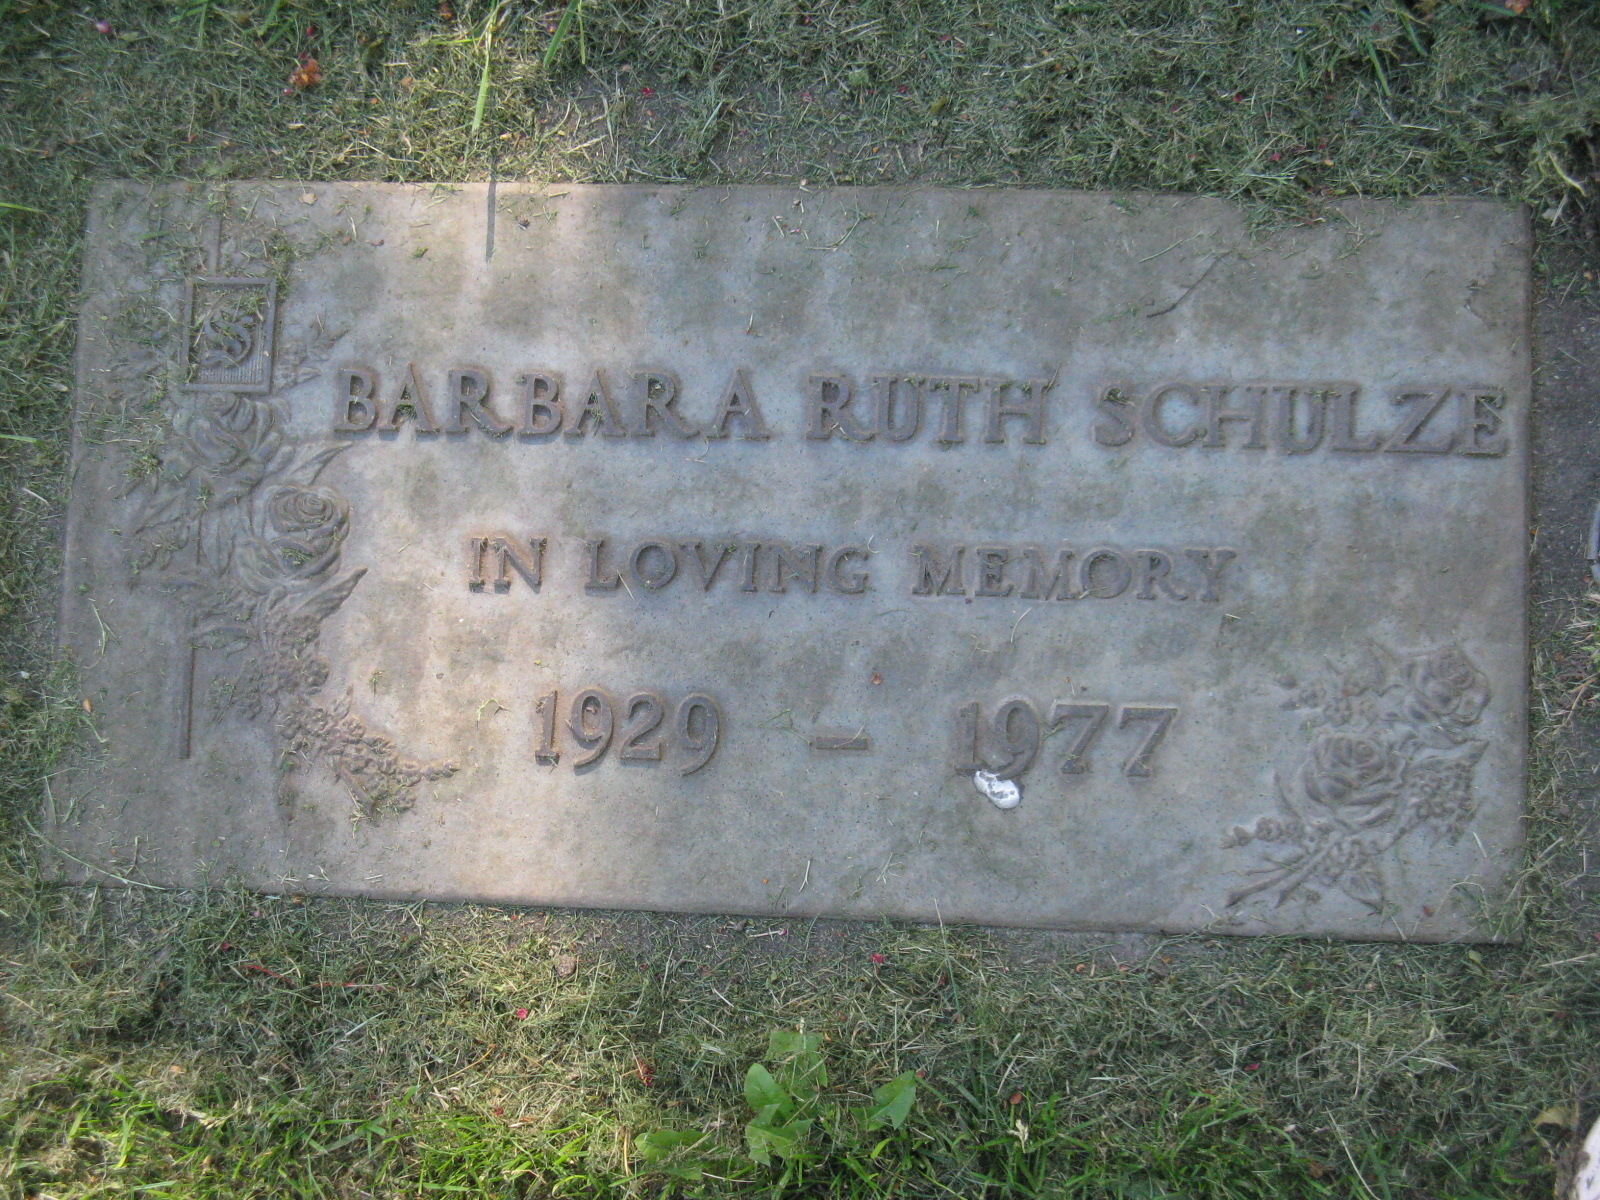 S
BARBARA RUTH SCHULZE
IN LOVING MEMORY
1929 – 1977